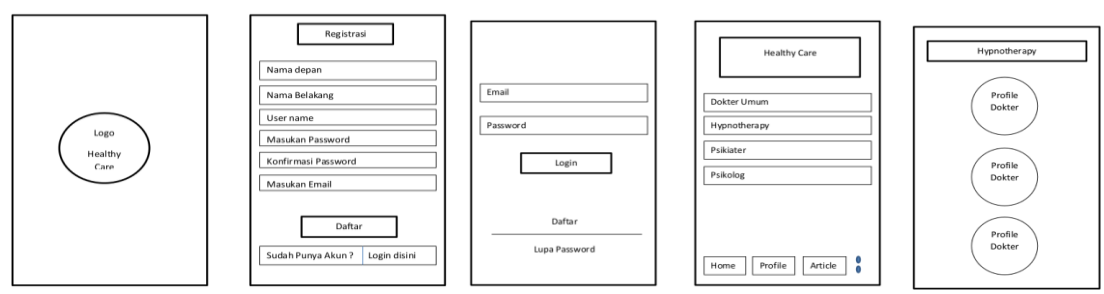 Logo
Healthy
Care
Registrasi
Nama depan
Nama Belakang
User name
Masukan Password
Konfirmasi Password
Masukan Email
Daftar
Sudah Punya Akun ? Login disini
Email
Password
Login
Daftar
Lupa Password
Healthy Care
Dokter Umum
Hypnotherapy
Psikiater
Psikolog
Home Profile Article
Hypnotherapy
Profile
Dokter
Profile
Dokter
Profile
Dokter